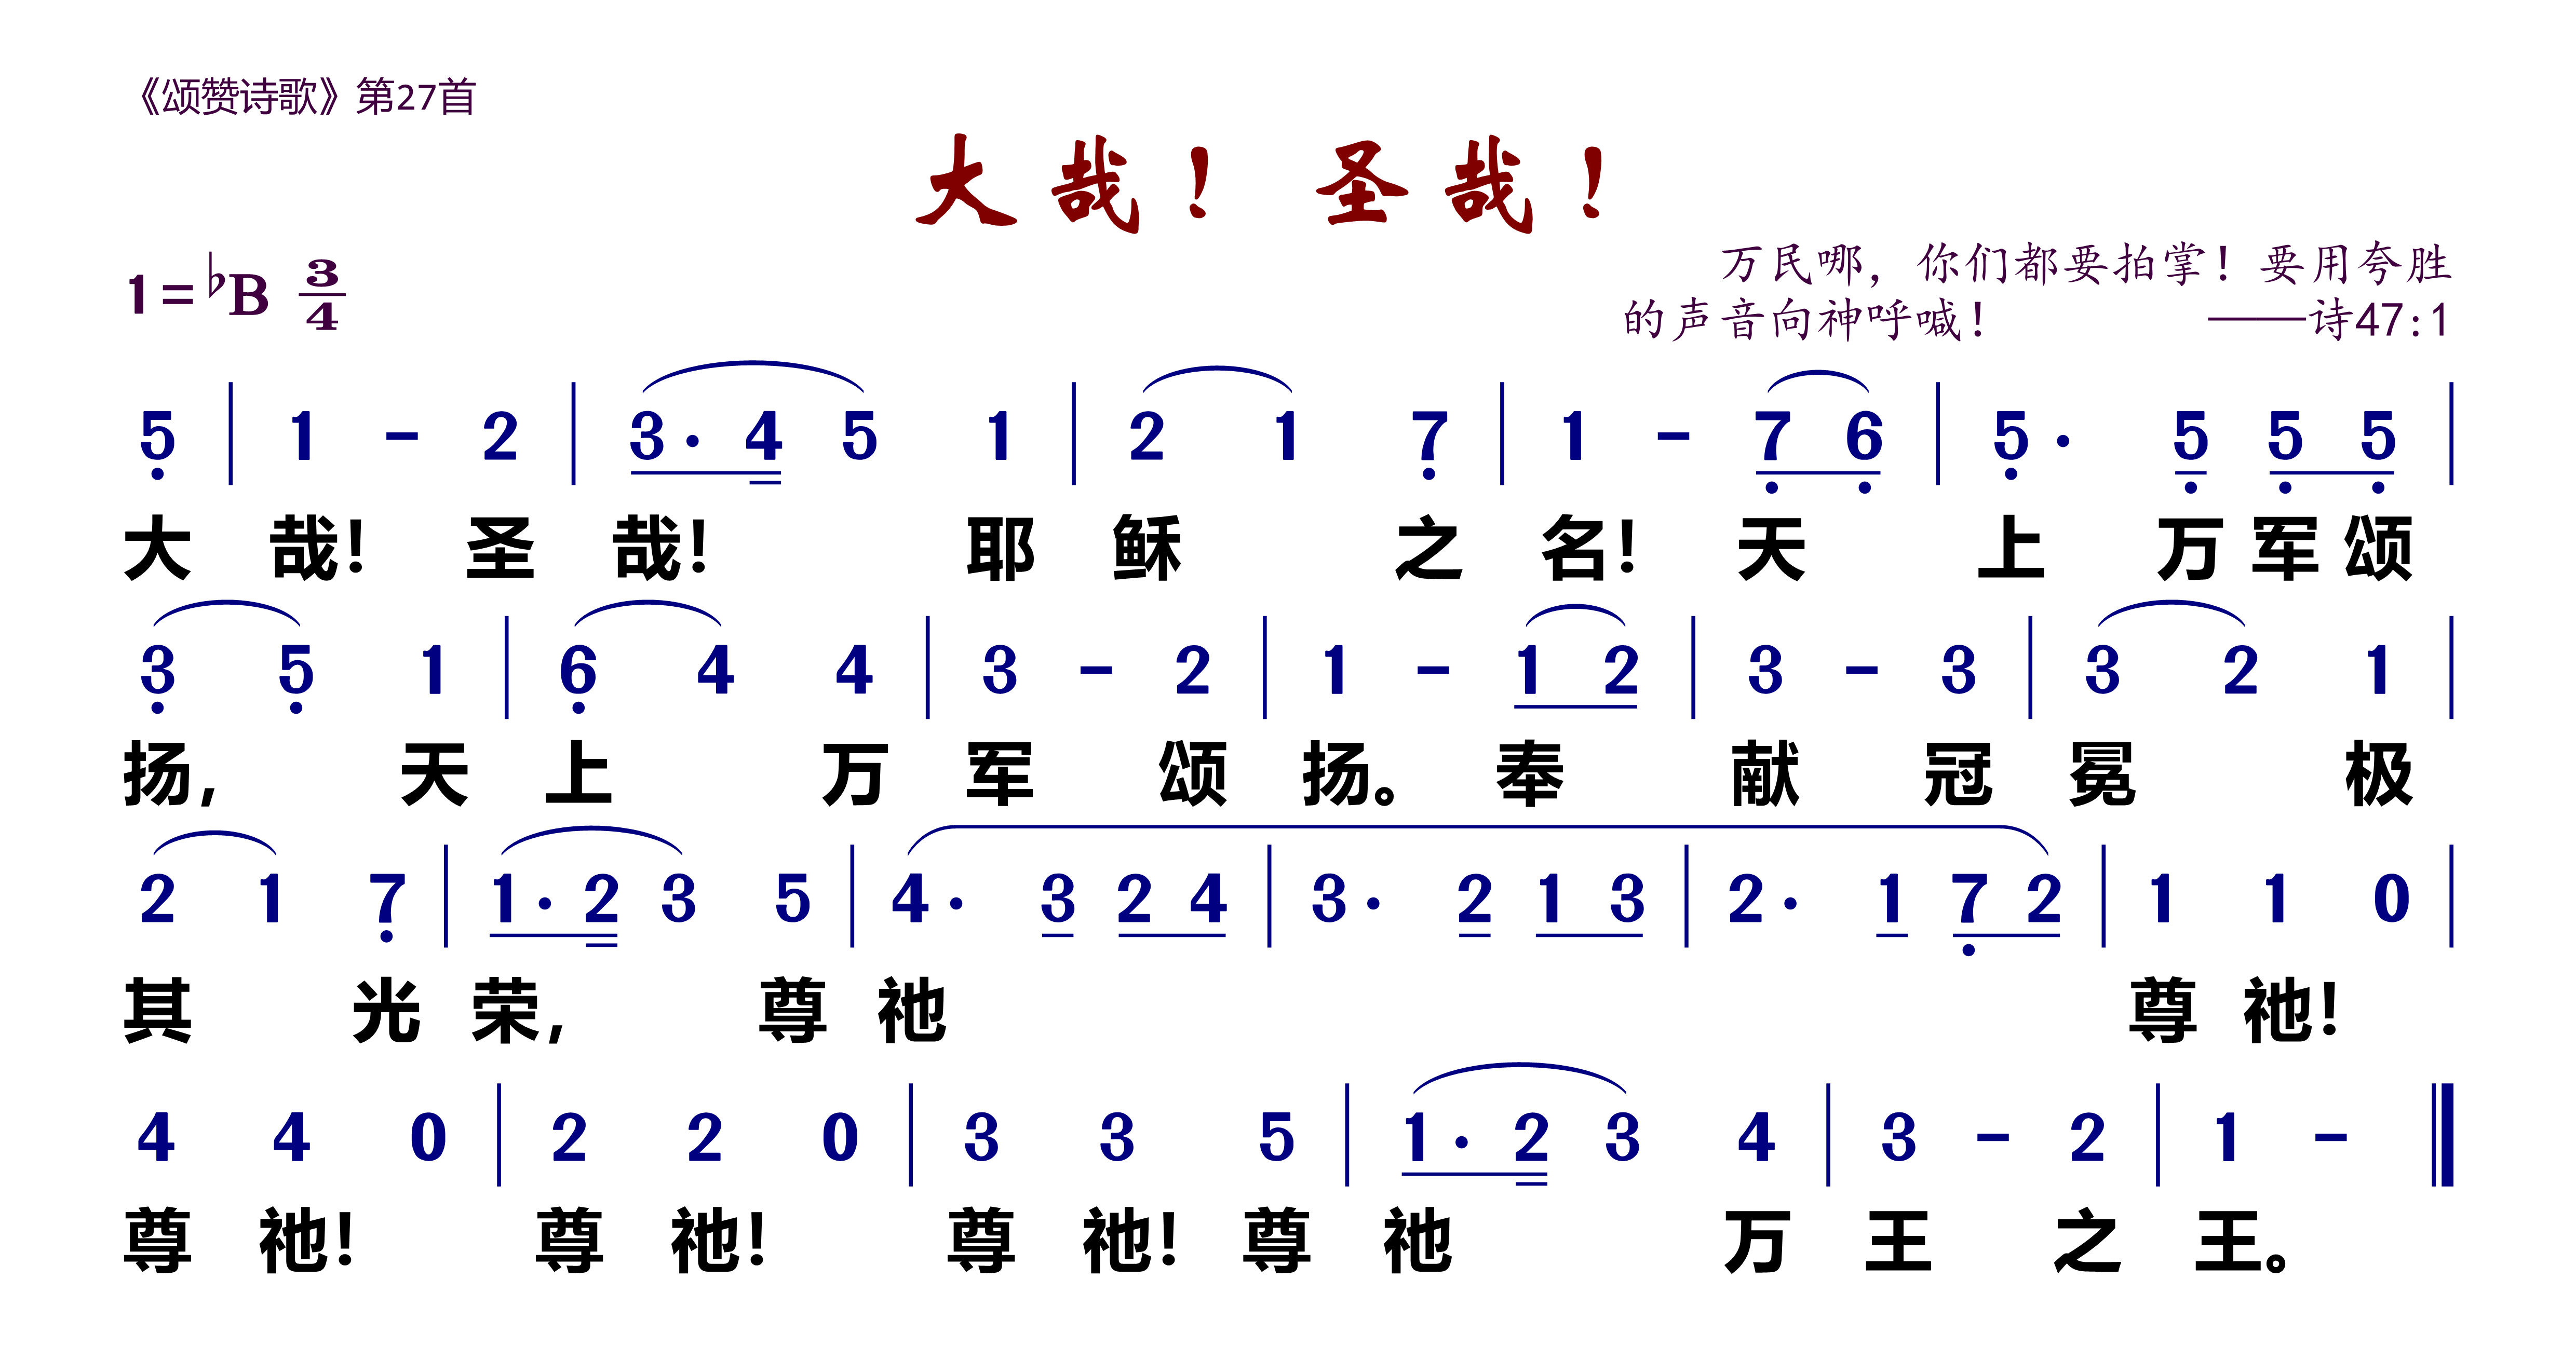 《颂赞诗歌》第27首
大哉！圣哉！
1=♭B 3/4
万民哪，你们都要拍掌！要用夸胜
的声音向神呼喊！ ——诗47:1
5̣ | 1 - 2 | 3· 4 5 1 | 2 1 7̣ | 1 - 7̣ 6̣ | 5̣· 5̣ 5̣ 5̣ |
大哉！圣哉！耶稣之名！天上万军颂
3̣ 5̣ 1 | 6̣ 4 4 | 3 - 2 | 1 - 1 2 | 3 - 3 | 3 2 1 |
扬，天上万军颂扬。奉献冠冕极
2 1 7̣ | 1· 2 3 5 | 4· 3 2 4 | 3· 2 1 3 | 2· 1 7̣ 2 | 1 1 0 |
其光荣，尊祂尊祂！
4 4 0 | 2 2 0 | 3 3 5 | 1· 2 3 4 | 3 - 2 | 1 - ‖
尊祂！尊祂！尊祂！尊祂万王之王。